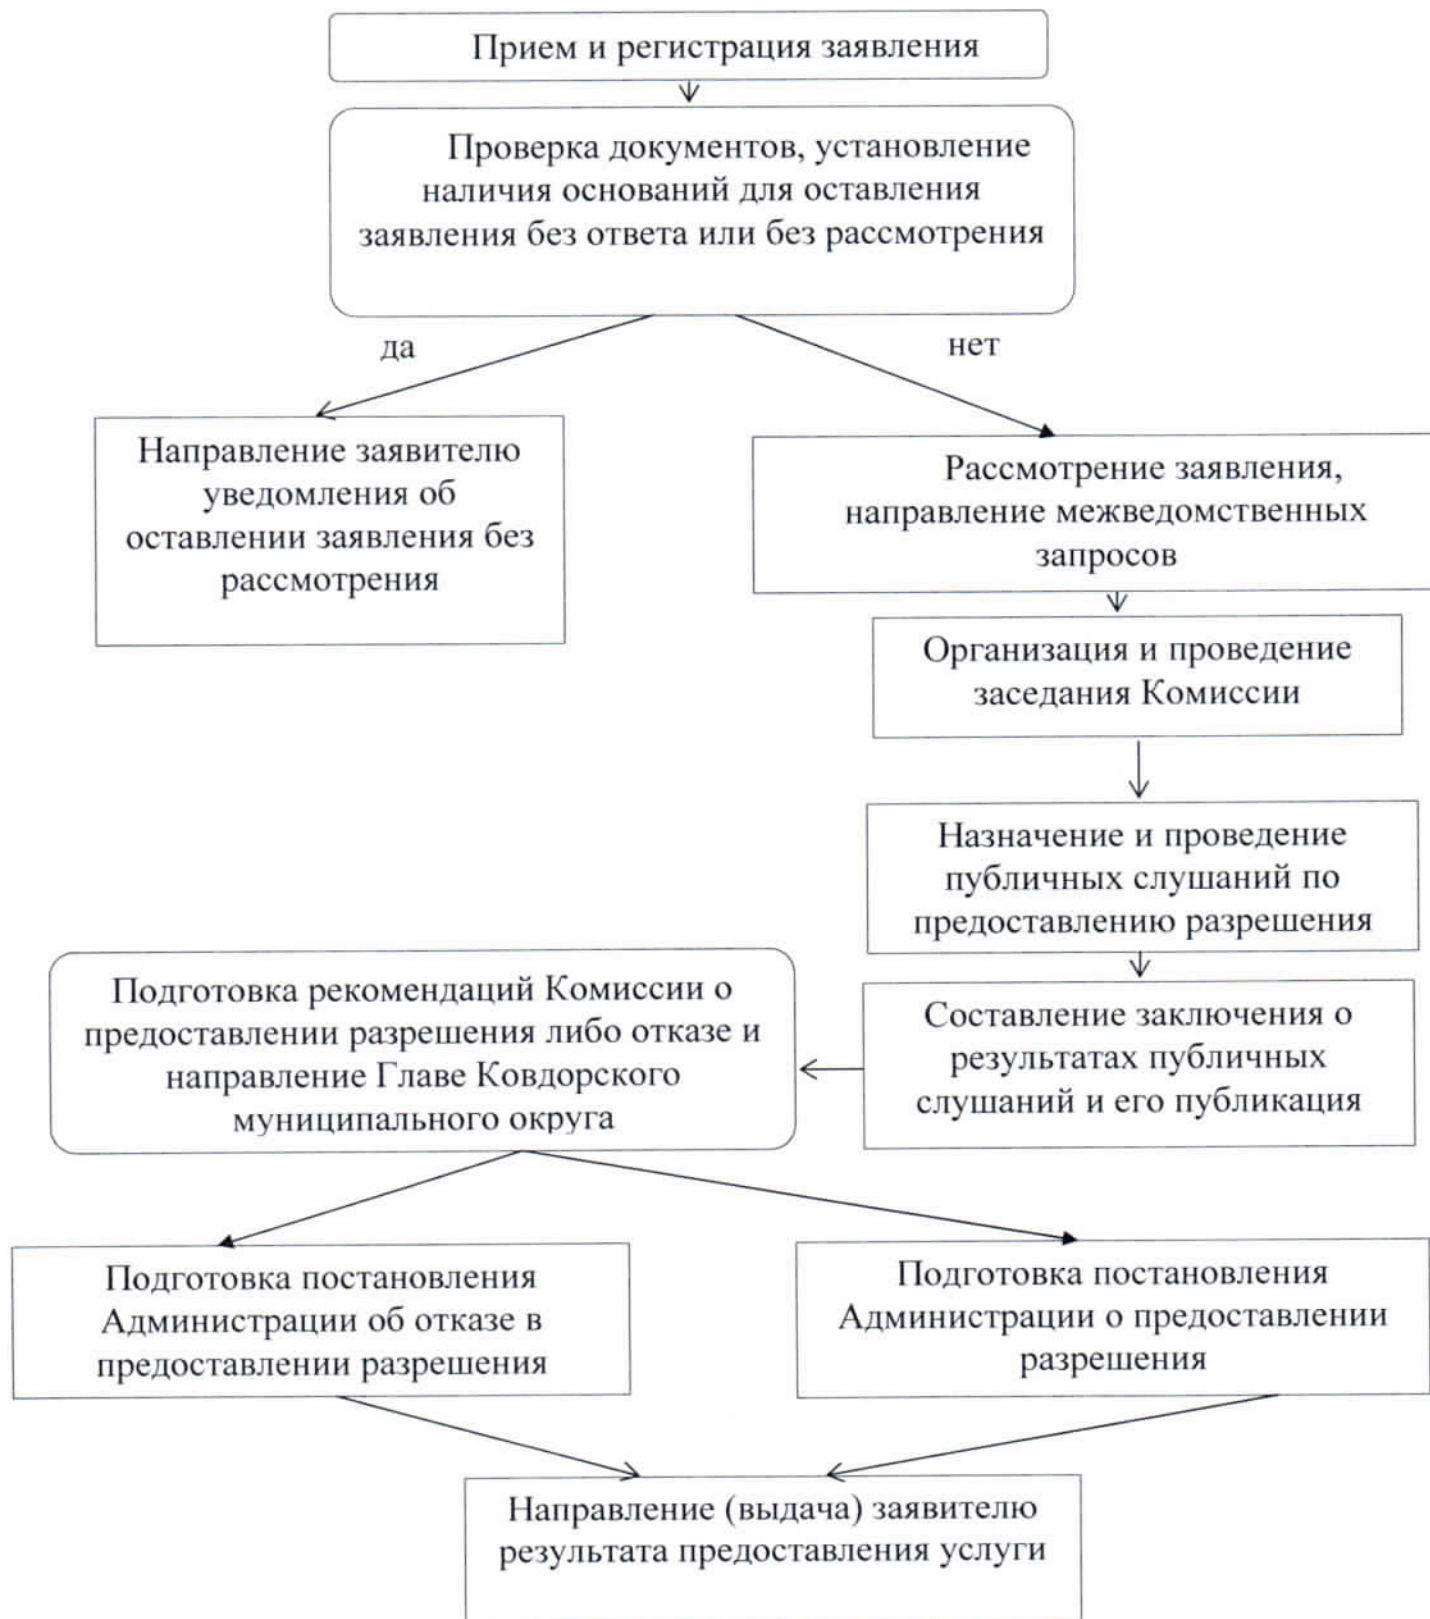 Прием и регистрация заявления
Проверка документов, установление
наличия оснований для оставления
заявления без ответа или без рассмотрения
да
нет
Направление заявителю
уведомления об
оставлении заявления без
рассмотрения
Рассмотрение заявления,
направление межведомственных
запросов
Организация и проведение
заседания Комиссии
Назначение и проведение
публичных слушаний по
предоставлению разрешения
Составление заключения о
результатах публичных
слушаний и его публикация
Подготовка рекомендаций Комиссии о
предоставлении разрешения либо отказе и
направление Главе Ковдорского
муниципального округа
Подготовка постановления
Администрации об отказе в
предоставлении разрешения
Подготовка постановления
Администрации о предоставлении
разрешения
Направление (выдача) заявителю
результата предоставления услуги